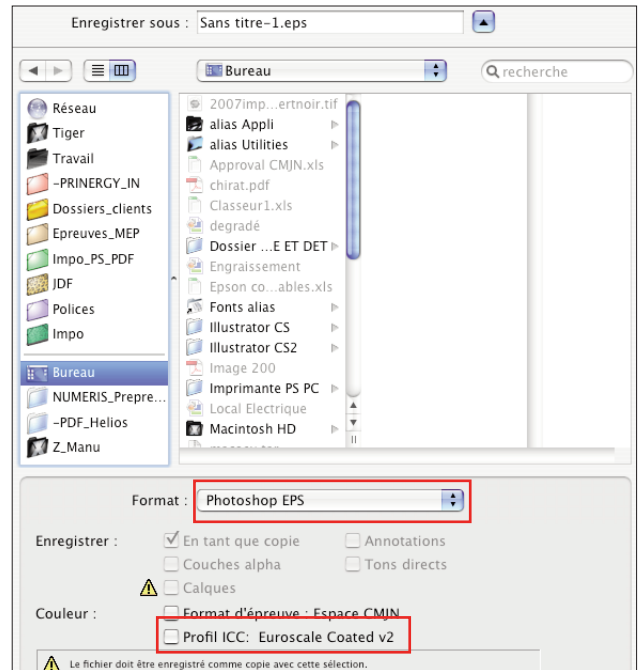 Enregistrer sous : Sans titre-1.eps
Bureau
recherche
Réseau
Tiger
Travail
-PRINERGY_IN
Dossiers_clients
Epreuves_MEP
Impo_PS_PDF
JDF
Polices
Impo
Bureau
NUMERIS_Prepre...
-PDF_Helios
Z_Manu
2007imp...ertnoir.tif
alias Appli
alias Utilities
Approval CMJN.xls
chirat.pdf
Classeur1.xls
degradé
Dossier ...E ET DET
Engraissement
Epson co...ables.xls
Fonts alias
Illustrator CS
Illustrator CS2
Image 200
Imprimante PS PC
Local Electrique
Macintosh HD
Format : Photoshop EPS
Enregistrer : En tant que copie Annotations
Couches alpha Tons directs
Calques
Couleur : Format d'épreuve : Espace CMJN
Profil ICC: Euroscale Coated v2
Le fichier doit être enregistré comme copie avec cette sélection.